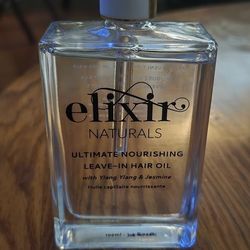 elixir
NATURALS
ULTIMATE NOURISHING
LEAVE-IN HAIR OIL
with Ylang Ylang & Jasmine
Huile capillaire nourrissante
100ml